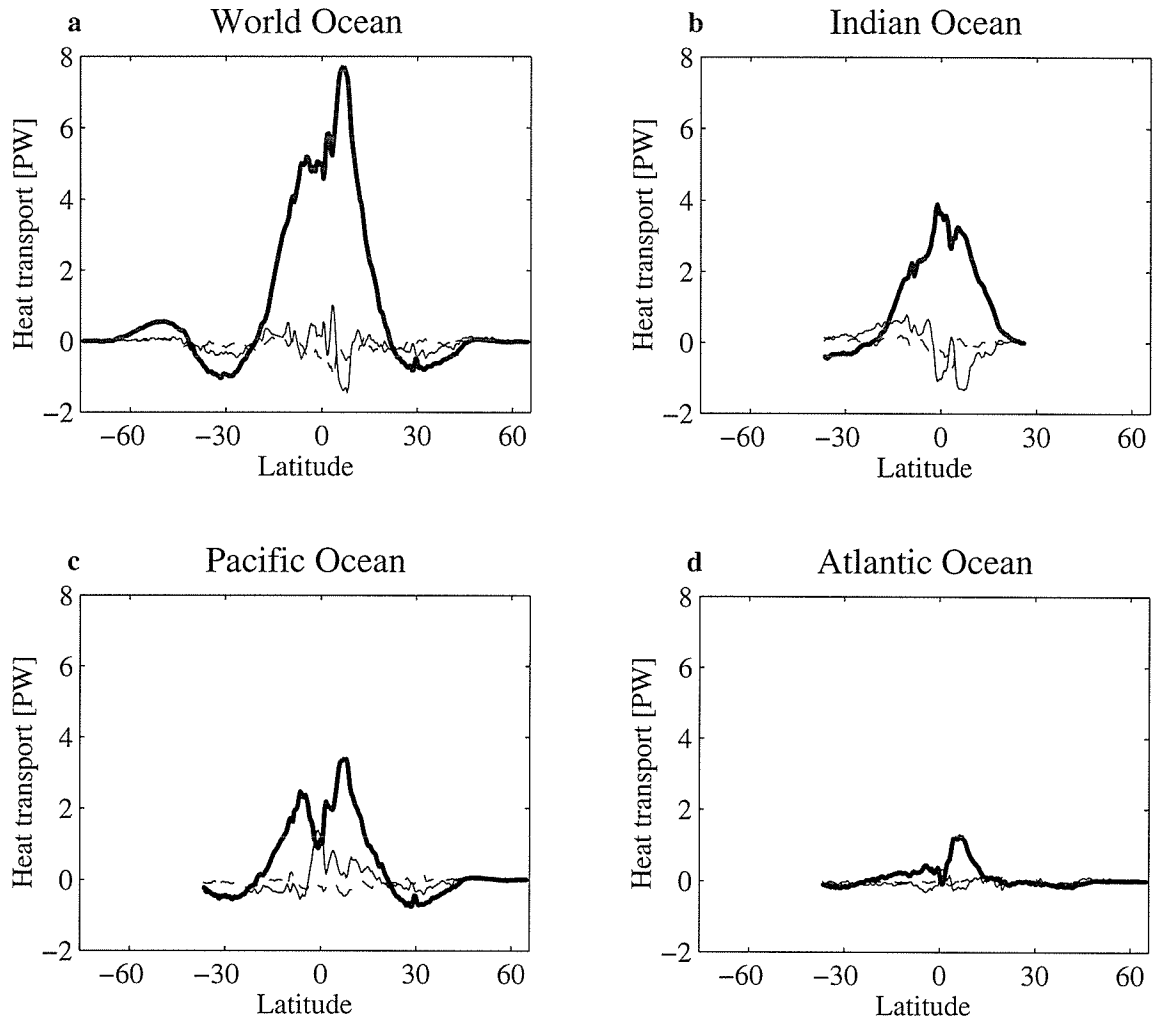 a World Ocean
Heat transport [PW]
8
6
4
2
0
−2
−60 −30 0 30 60
Latitude
b Indian Ocean
Heat transport [PW]
8
6
4
2
0
−2
−60 −30 0 30 60
Latitude
c Pacific Ocean
Heat transport [PW]
8
6
4
2
0
−2
−60 −30 0 30 60
Latitude
d Atlantic Ocean
Heat transport [PW]
8
6
4
2
0
−2
−60 −30 0 30 60
Latitude